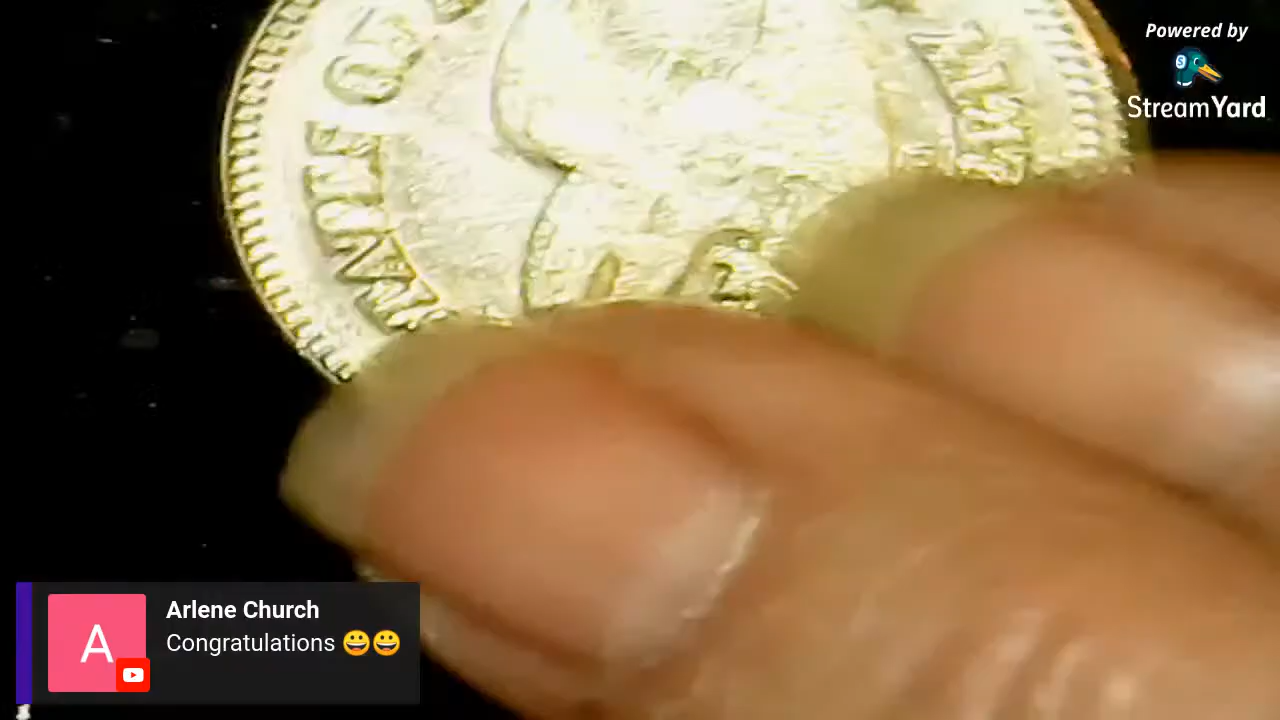 Powered by
StreamYard
A
Arlene Church
Congratulations 😀😀